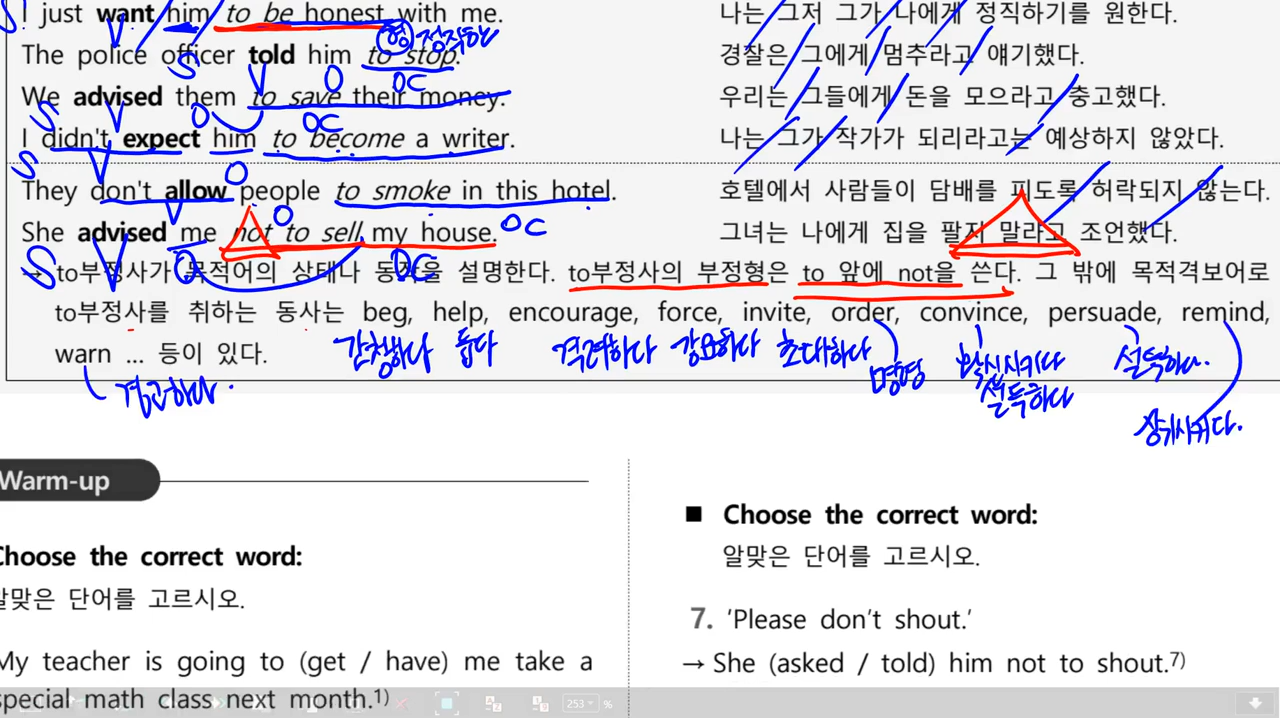 I just want him to be honest with me. 나는 그저 그가 나에게 정직하기를 원한다.
형 정직한
The police officer told him to stop. 경찰은 그에게 멈추라고 얘기했다.
S V O OC
We advised them to save their money. 우리는 그들에게 돈을 모으라고 충고했다.
S V O OC
I didn't expect him to become a writer. 나는 그가 작가가 되리라고는 예상하지 않았다.
S V O
They don't allow people to smoke in this hotel. 호텔에서 사람들이 담배를 피도록 허락되지 않는다.
V O OC
She advised me not to sell my house. 그녀는 나에게 집을 팔지 말라고 조언했다.
S V O OC
→ to부정사가 목적어의 상태나 동작을 설명한다. to부정사의 부정형은 to 앞에 not을 쓴다. 그 밖에 목적격보어로
to부정사를 취하는 동사는 beg, help, encourage, force, invite, order, convince, persuade, remind,
warn ... 등이 있다.
간청하다 돕다 격려하다 강요하다 초대하다 명령 확신시키다 설득하다 설득하다.
경고하다. 상기시키다.
Warm-up
Choose the correct word:
알맞은 단어를 고르시오.
My teacher is going to (get / have) me take a
special math class next month.1)
■ Choose the correct word:
알맞은 단어를 고르시오.
7. 'Please don't shout.'
→ She (asked / told) him not to shout.7)
253 %